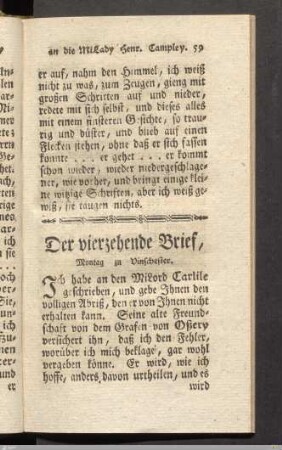 an die MiLady Henr. Campley. 59
er auf, nahm den Himmel, ich weiß
nicht zu was, zum Zeugen, gieng mit
großen Schritten auf und nieder,
redete mit sich selbst, und dieses alles
mit einem finsteren Gesichte, so trau-
rig und düster, und blieb auf einem
Flecken stehen, ohne daß er sich fassen
konnte . . . er gehet . . . er kommt
schon wieder, wieder niedergeschlage-
ner, wie vorher, und bringt einige klei-
ne witzige Schriften, aber ich weiß ge-
wiß, sie taugen nichts.
Der vierzehende Brief,
Montag zu Vinschester.
Ich habe an den MiLord Carlile
geschrieben, und gebe Ihnen den
völligen Abriß, den er von Ihnen nicht
erhalten kann. Seine alte Freund-
schaft von dem Grafen von Ossery
versichert ihn, daß ich den Fehler,
worüber ich mich beklage, gar wohl
vergeben könne. Er wird, wie ich
hoffe, anders davon urtheilen, und es
wird